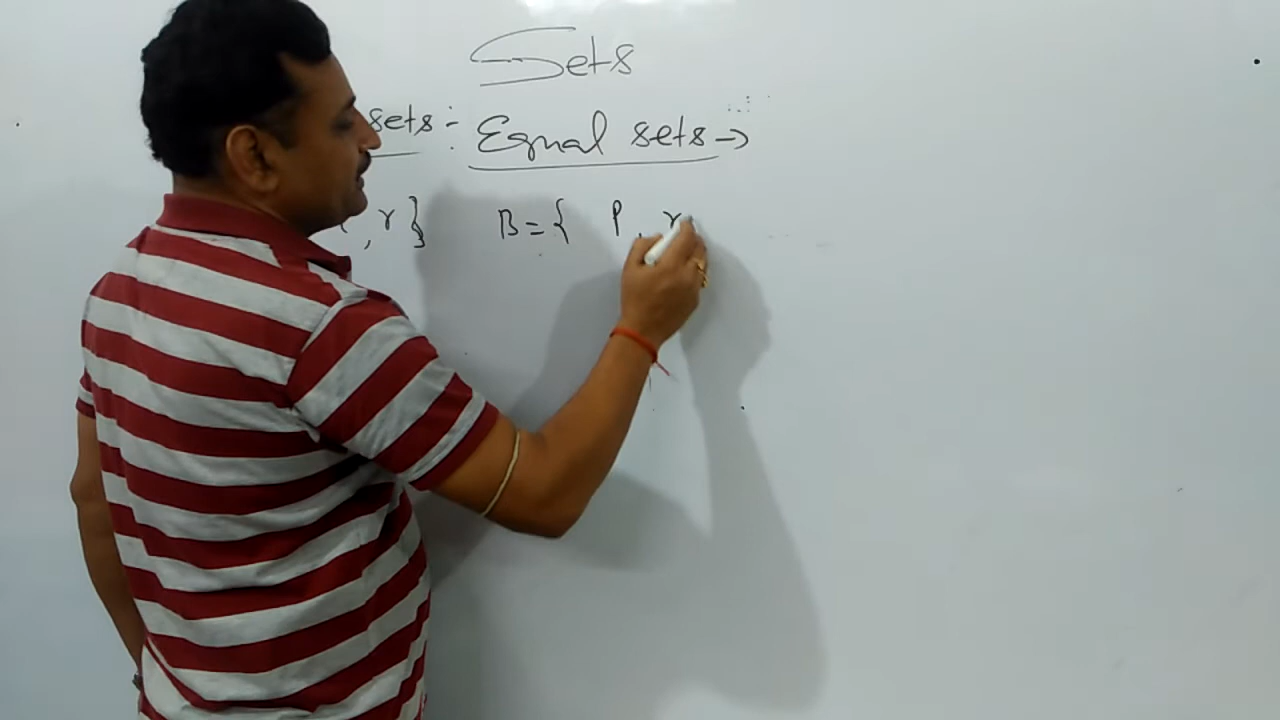 Sets
sets :- Equal sets →
, r } B = { P, r